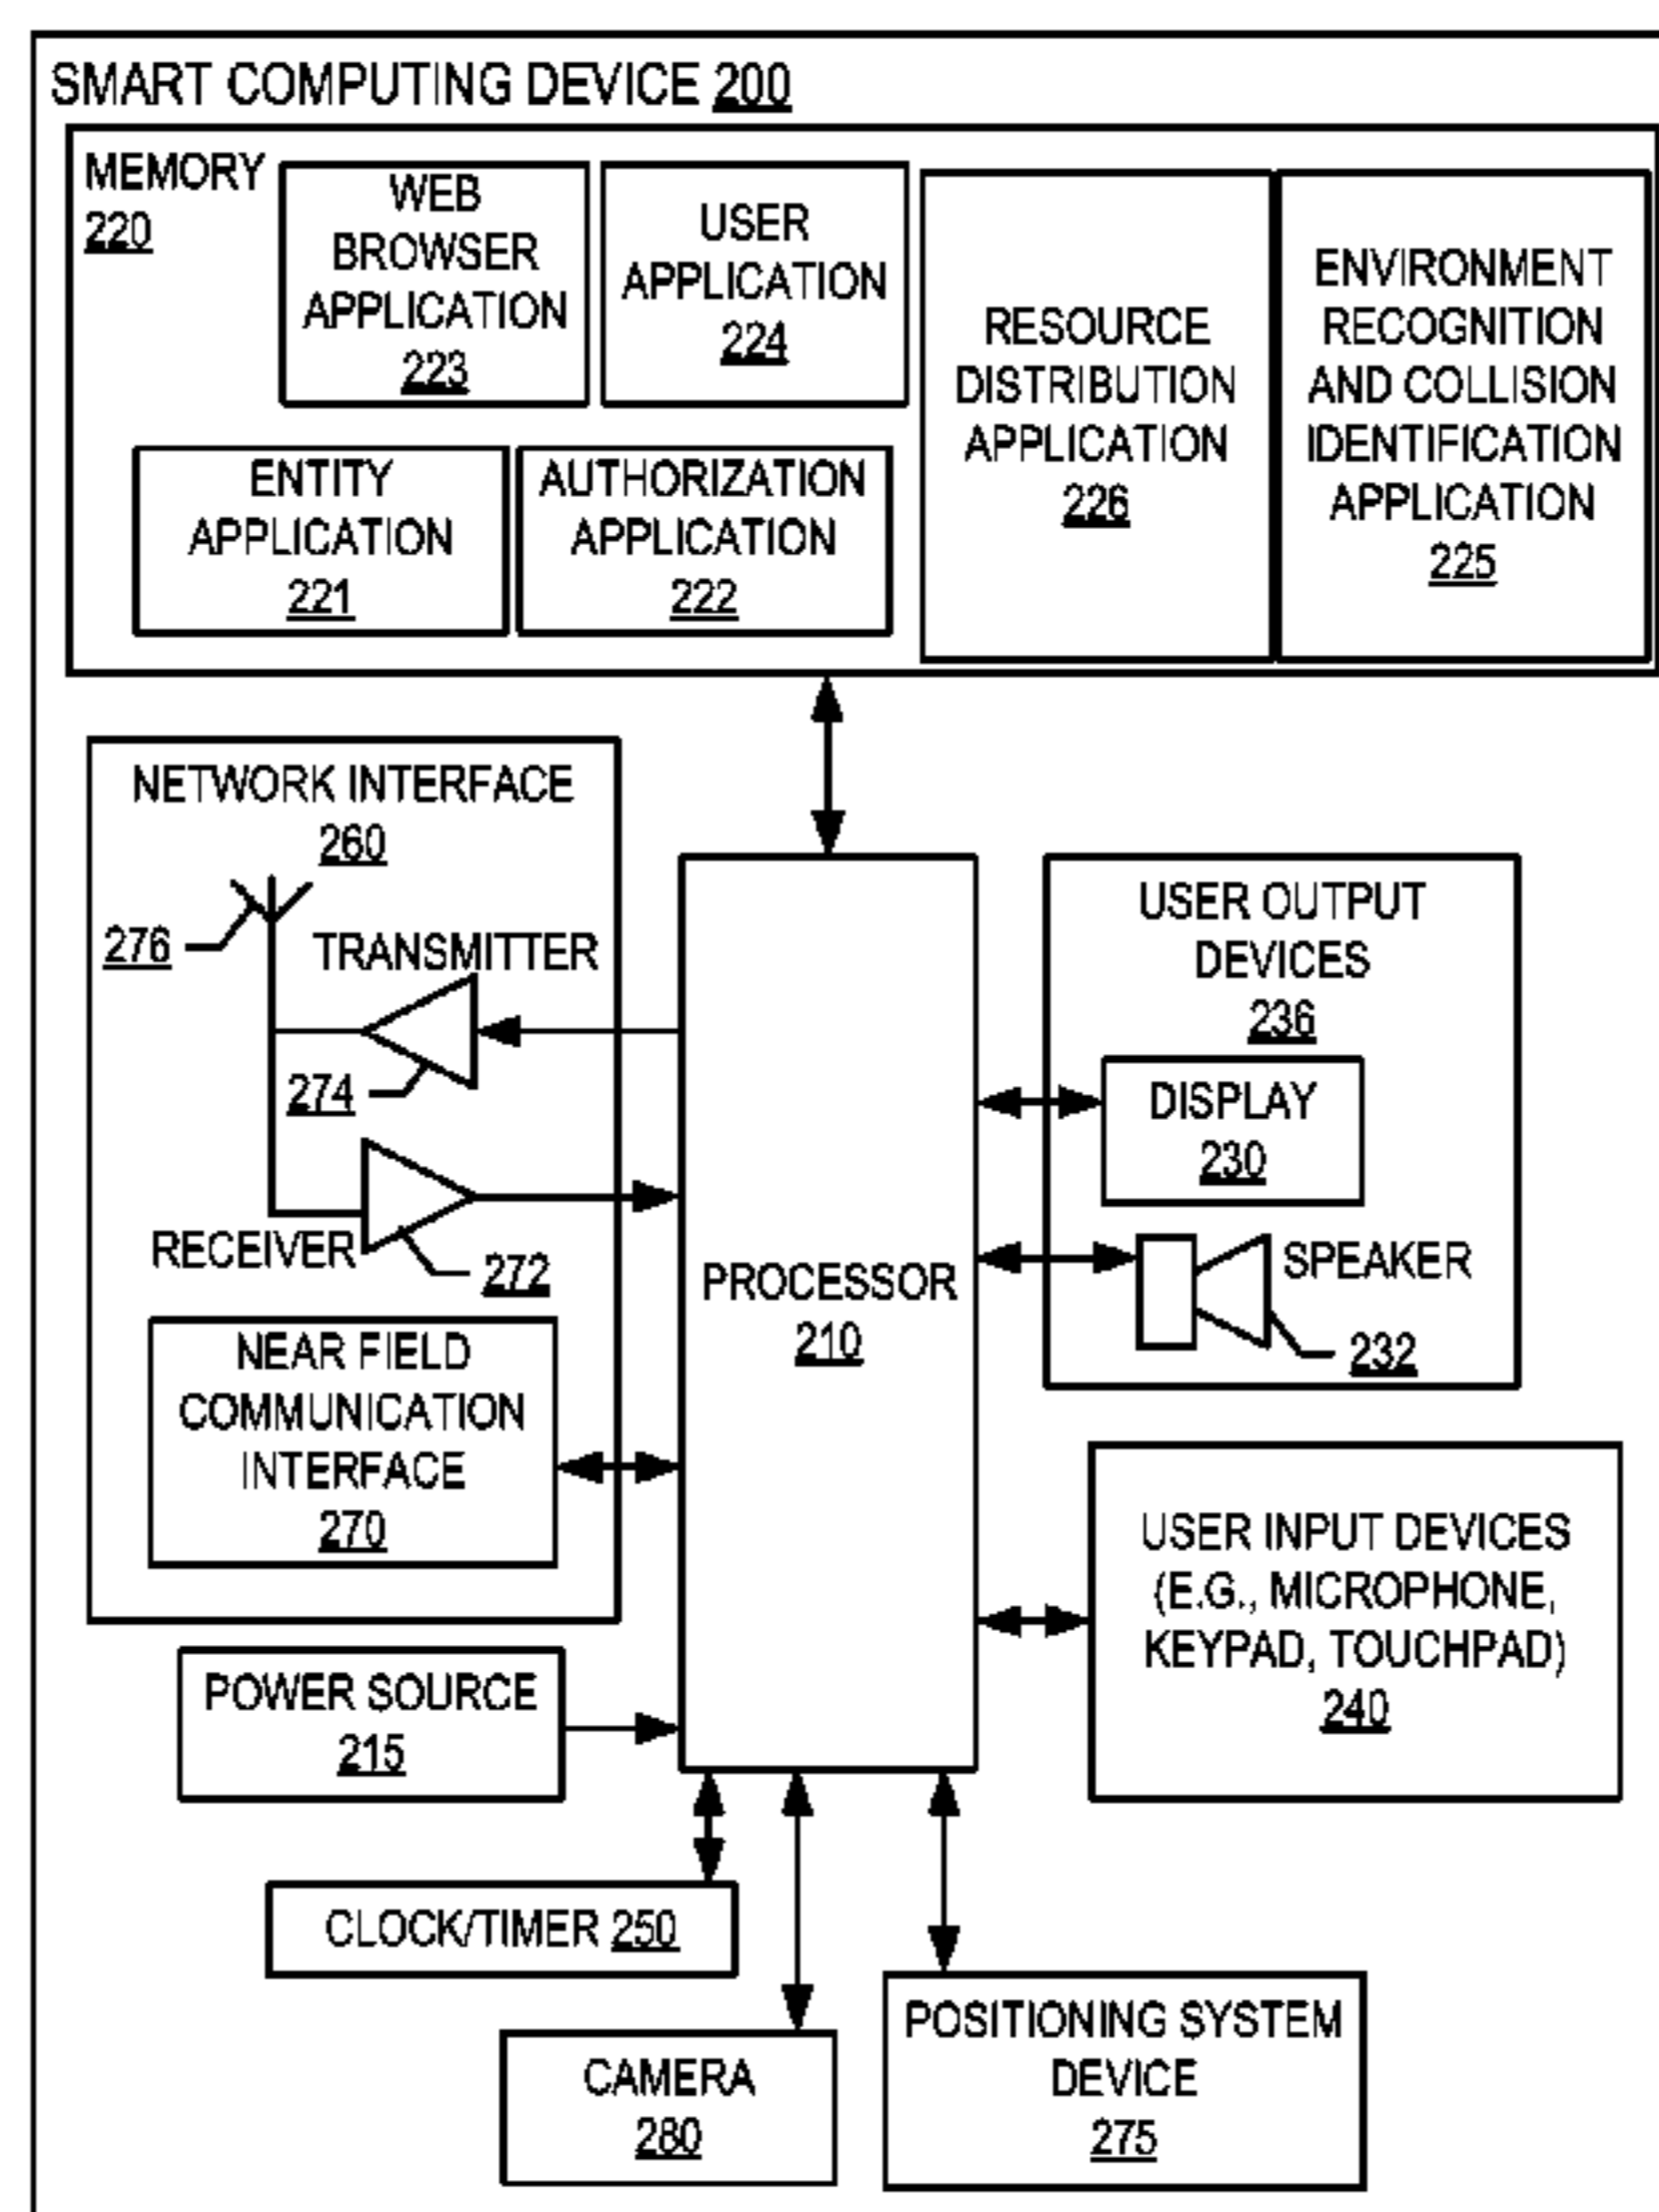 SMART COMPUTING DEVICE 200
MEMORY
220
WEB
BROWSER
APPLICATION
223
USER
APPLICATION
224
RESOURCE
DISTRIBUTION
APPLICATION
226
ENVIRONMENT
RECOGNITION
AND COLLISION
IDENTIFICATION
APPLICATION
225
ENTITY
APPLICATION
221
AUTHORIZATION
APPLICATION
222
NETWORK INTERFACE
260
276
TRANSMITTER
274
RECEIVER
272
NEAR FIELD
COMMUNICATION
INTERFACE
270
PROCESSOR
210
USER OUTPUT
DEVICES
236
DISPLAY
230
SPEAKER
232
USER INPUT DEVICES
(E.G., MICROPHONE,
KEYPAD, TOUCHPAD)
240
POWER SOURCE
215
CLOCK/TIMER 250
CAMERA
280
POSITIONING SYSTEM
DEVICE
275